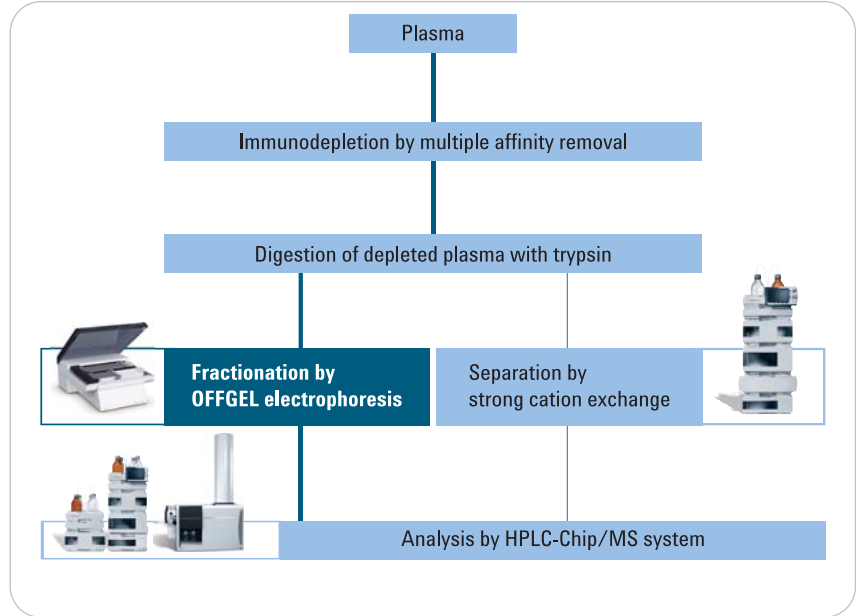 Plasma
Immunodepletion by multiple affinity removal
Digestion of depleted plasma with trypsin
Fractionation by
OFFGEL electrophoresis
Separation by
strong cation exchange
Analysis by HPLC-Chip/MS system